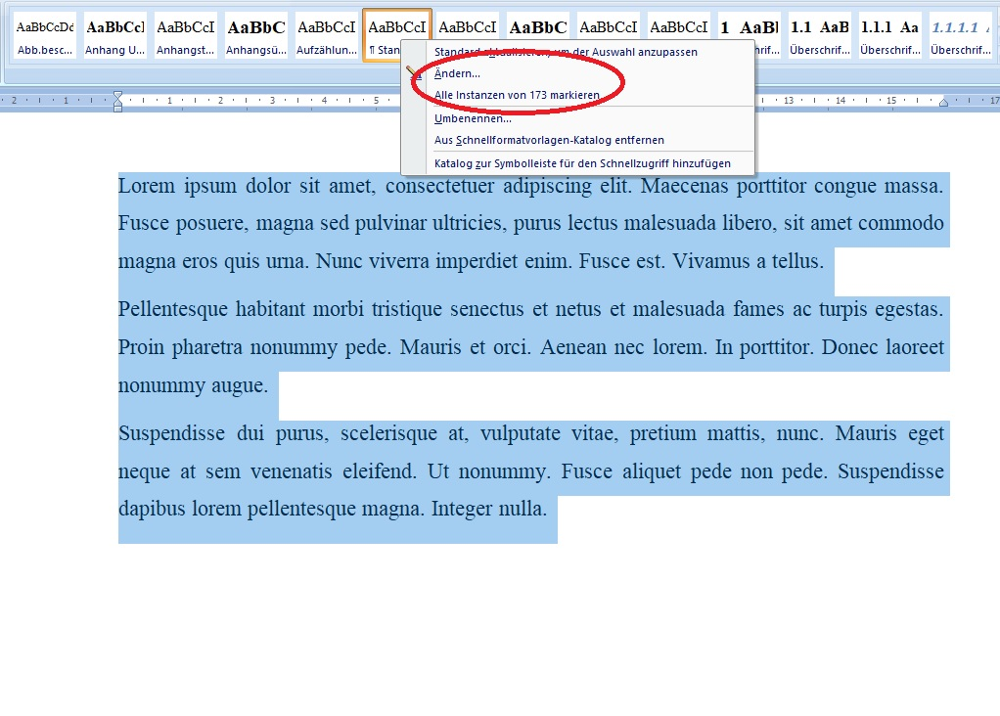 AaBbCcDd AaBbCcI AaBbCcI AaBbC AaBbCcI AaBbCcI AaBbCcI AaBbC AaBbCcI AaBbCcI 1 AaBb 1.1 AaB 1.1.1 Aa 1.1.1.1
Abb.besc... Anhang U... Anhangst... Anhangsü... Aufzählun... ¶ Stan Überschrif... Überschrif... Überschrif...
Standard aktualisieren, um der Auswahl anzupassen
Ändern...
Alle Instanzen von 173 markieren
2 1 1 2 3 4 5 13 14 15 17
Umbenennen...
Aus Schnellformatvorlagen-Katalog entfernen
Katalog zur Symbolleiste für den Schnellzugriff hinzufügen
Lorem ipsum dolor sit amet, consectetuer adipiscing elit. Maecenas porttitor congue massa.
Fusce posuere, magna sed pulvinar ultricies, purus lectus malesuada libero, sit amet commodo
magna eros quis urna. Nunc viverra imperdiet enim. Fusce est. Vivamus a tellus.
Pellentesque habitant morbi tristique senectus et netus et malesuada fames ac turpis egestas.
Proin pharetra nonummy pede. Mauris et orci. Aenean nec lorem. In porttitor. Donec laoreet
nonummy augue.
Suspendisse dui purus, scelerisque at, vulputate vitae, pretium mattis, nunc. Mauris eget
neque at sem venenatis eleifend. Ut nonummy. Fusce aliquet pede non pede. Suspendisse
dapibus lorem pellentesque magna. Integer nulla.